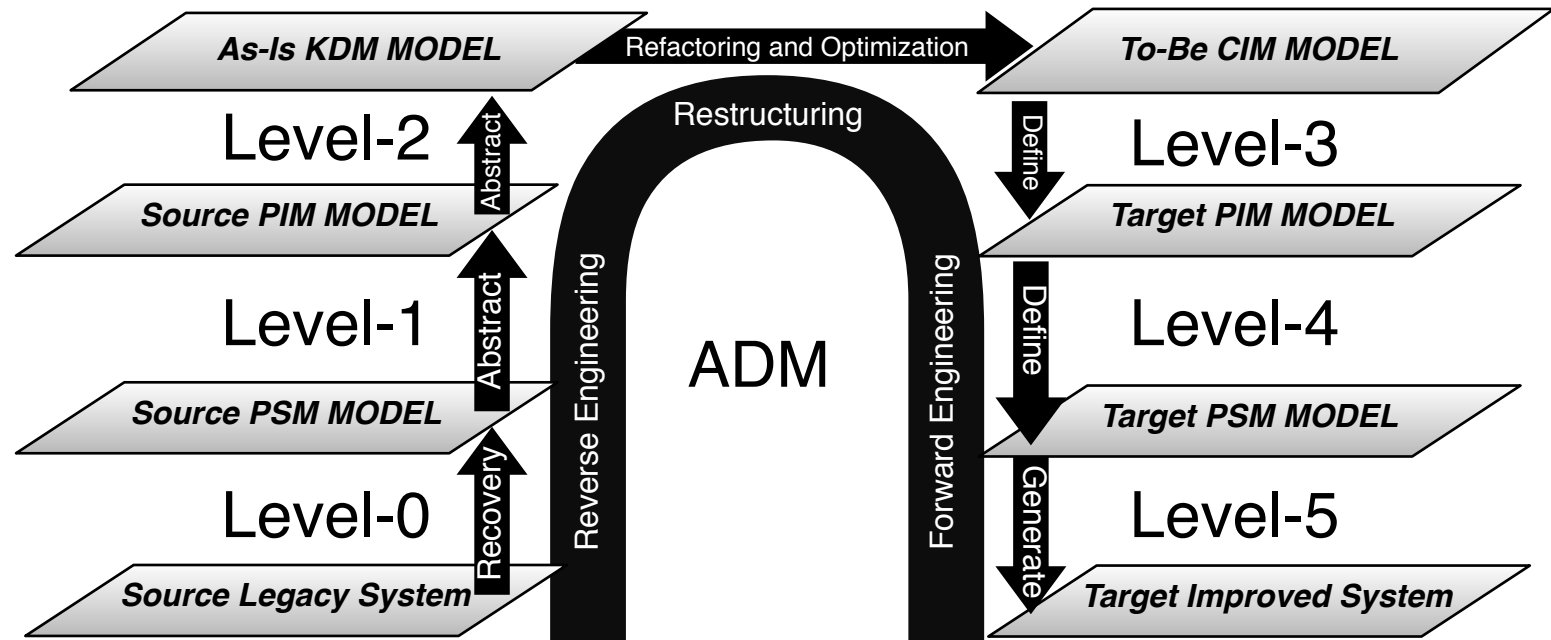 As-Is KDM MODEL
Refactoring and Optimization
To-Be CIM MODEL
Restructuring
Level-2
Abstract
Define
Level-3
Source PIM MODEL
Target PIM MODEL
Level-1
Abstract
Reverse Engineering
ADM
Forward Engineering
Define
Level-4
Source PSM MODEL
Target PSM MODEL
Level-0
Recovery
Generate
Level-5
Source Legacy System
Target Improved System